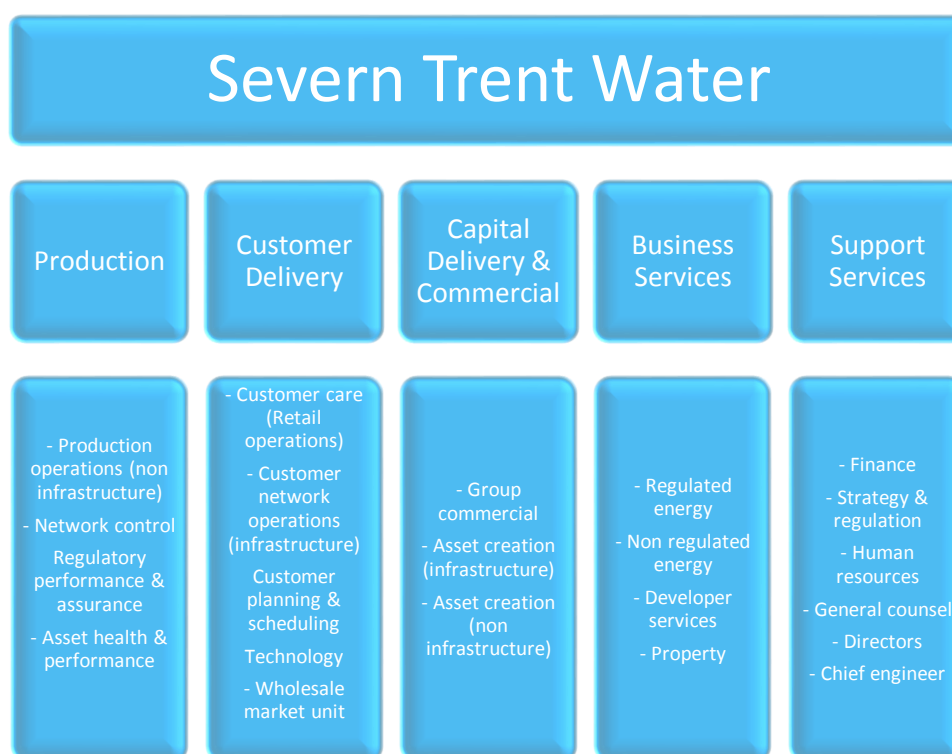 Severn Trent Water
Production
Customer
Delivery
Capital
Delivery &
Commercial
Business
Services
Support
Services
- Production
operations (non
infrastructure)
- Network control
Regulatory
performance &
assurance
- Asset health &
performance
- Customer care
(Retail
operations)
- Customer
network
operations
(infrastructure)
Customer
planning &
scheduling
Technology
- Wholesale
market unit
- Group
commercial
- Asset creation
(infrastructure)
- Asset creation
(non
infrastructure)
- Regulated
energy
- Non regulated
energy
- Developer
services
- Property
- Finance
- Strategy &
regulation
- Human
resources
- General counsel
- Directors
- Chief engineer